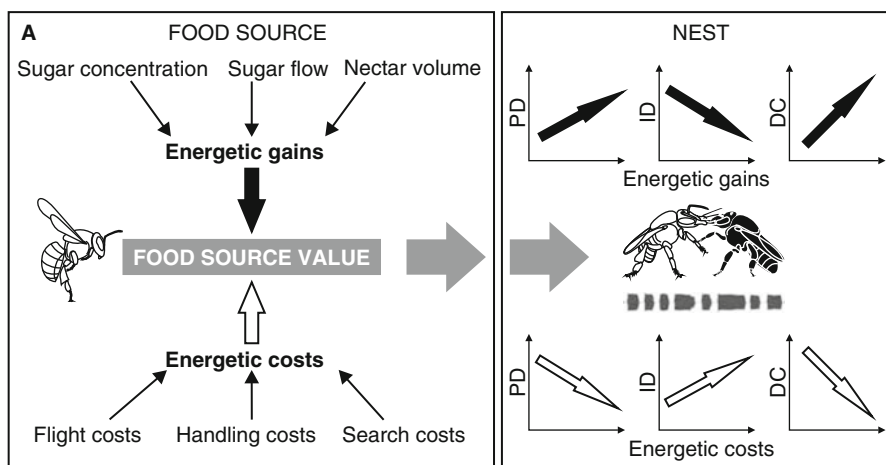 A FOOD SOURCE
Sugar concentration Sugar flow Nectar volume
Energetic gains
FOOD SOURCE VALUE
Energetic costs
Flight costs Handling costs Search costs
NEST
PD ID DC
Energetic gains
PD ID DC
Energetic costs